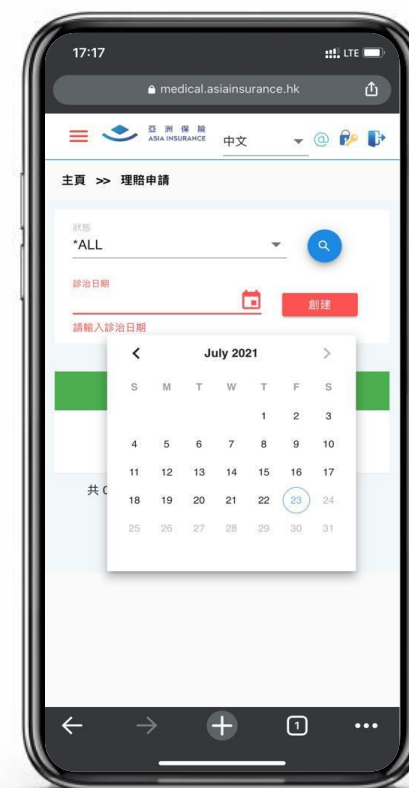 17:17
LTE
medical.asiainsurance.hk
亞洲保險
ASIA INSURANCE
中文
@
主頁 >> 理賠申請
狀態
*ALL
診治日期
創建
請輸入診治日期
July 2021
S M T W T F S
1 2 3
4 5 6 7 8 9 10
11 12 13 14 15 16 17
共 0
18 19 20 21 22 23 24
25 26 27 28 29 30 31
1